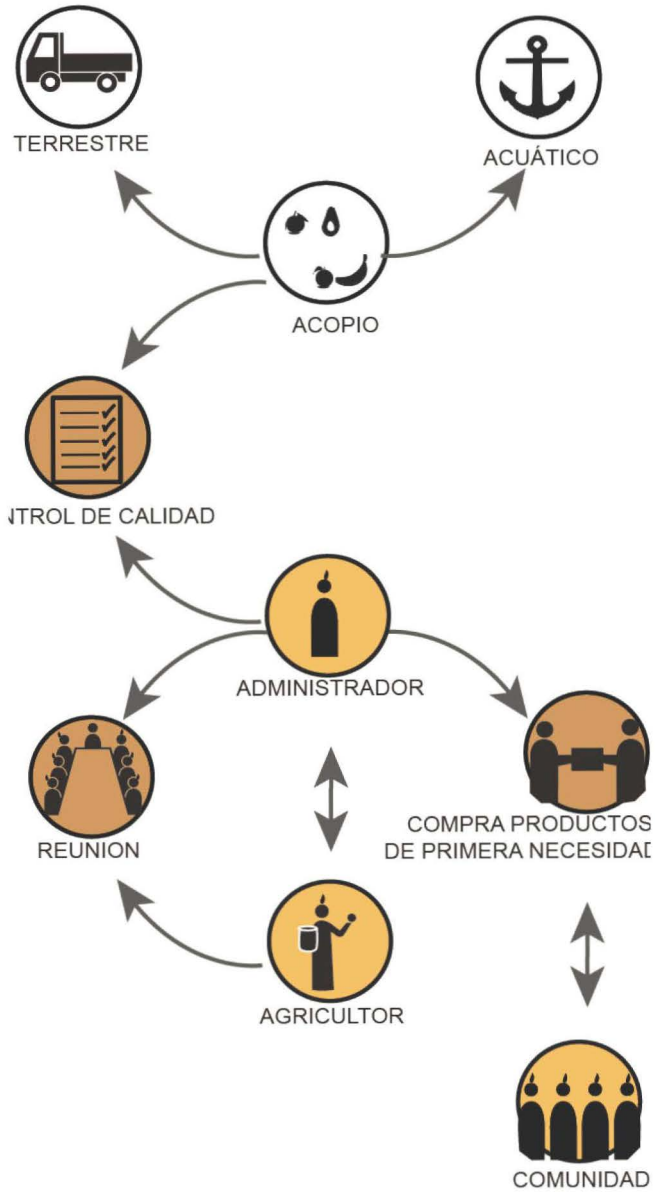 TERRESTRE
ACUÁTICO
ACOPIO
NTROL DE CALIDAD
ADMINISTRADOR
REUNION
COMPRA PRODUCTOS
DE PRIMERA NECESIDAD
AGRICULTOR
COMUNIDAD